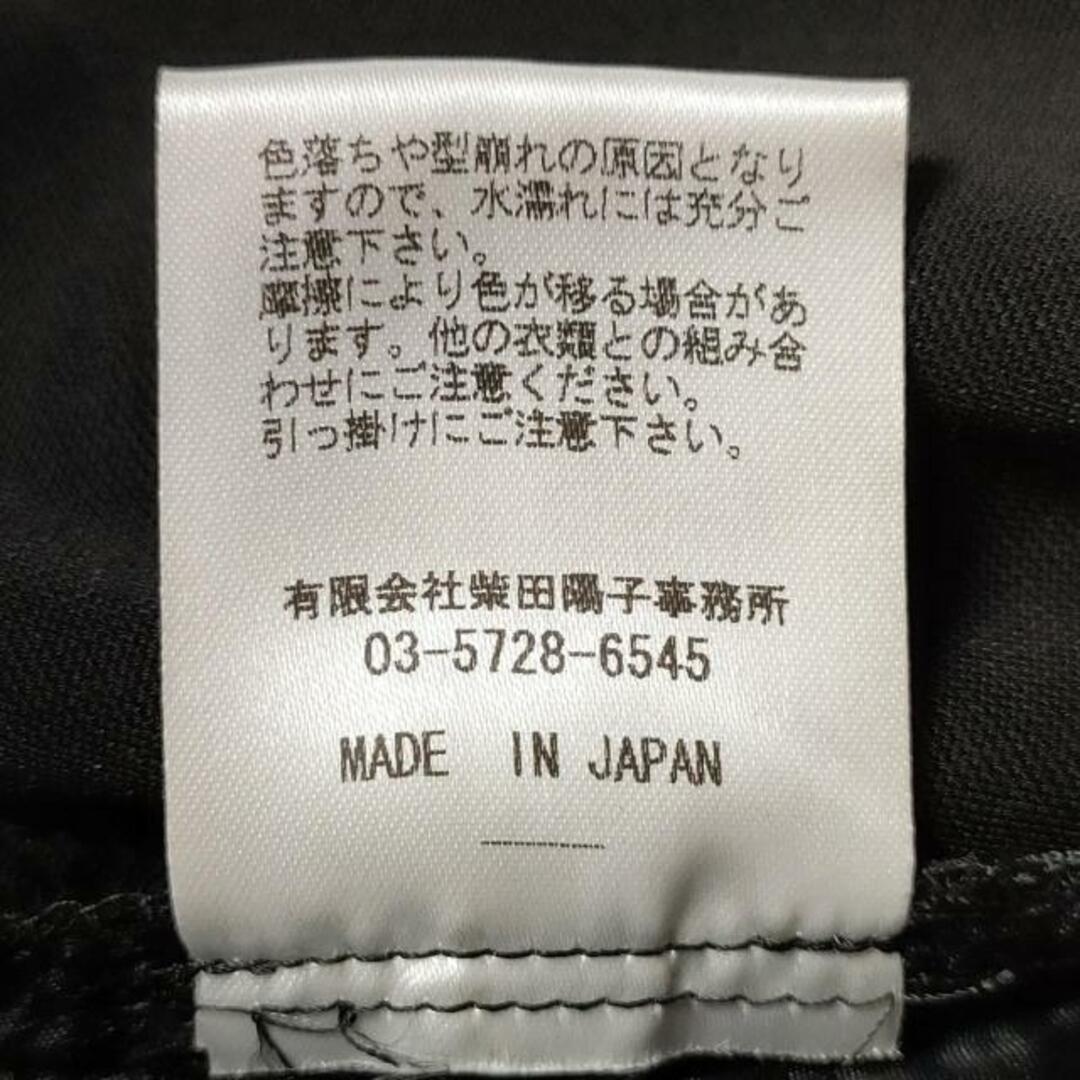 色落ちや型崩れの原因となり
ますので、水濡れには充分ご
注意下さい。
摩擦により色が移る場合があ
ります。他の衣類との組み合
わせにご注意ください。
引っ掛けにご注意下さい。
有限会社柴田陽子事務所
03-5728-6545
MADE IN JAPAN